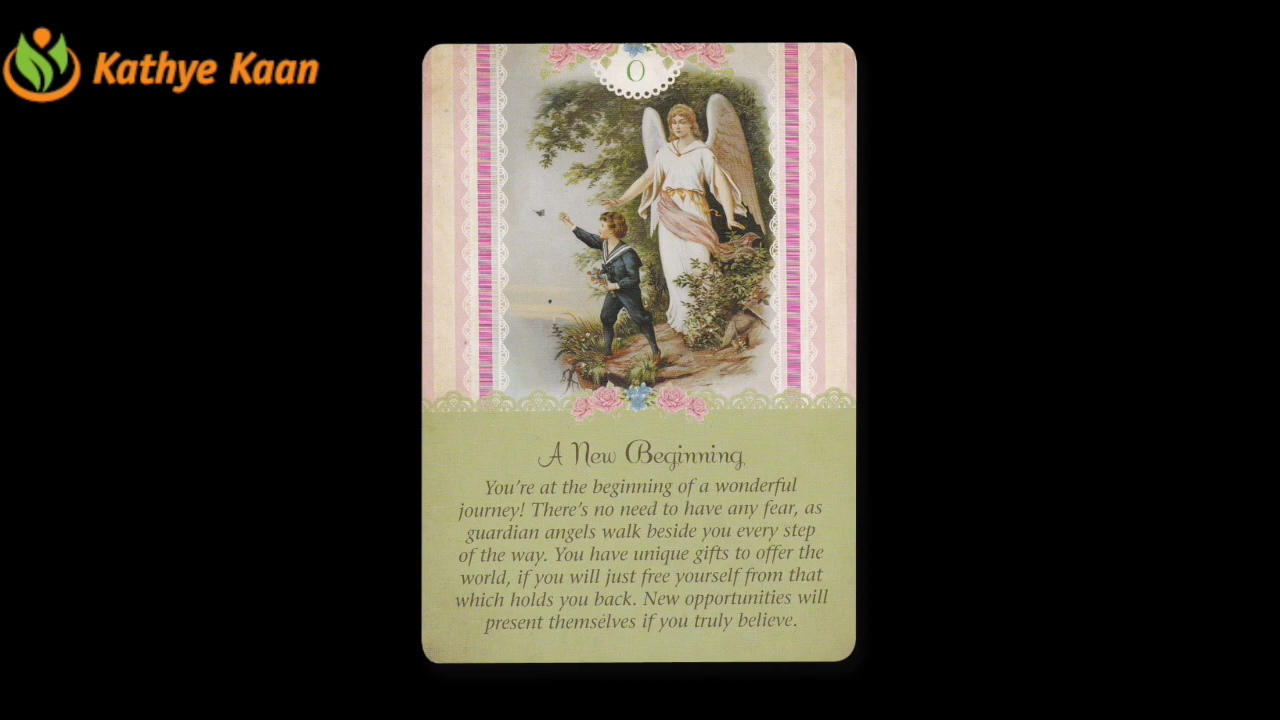 Kathye Kaan
0
A New Beginning
You're at the beginning of a wonderful
journey! There's no need to have any fear, as
guardian angels walk beside you every step
of the way. You have unique gifts to offer the
world, if you will just free yourself from that
which holds you back. New opportunities will
present themselves if you truly believe.